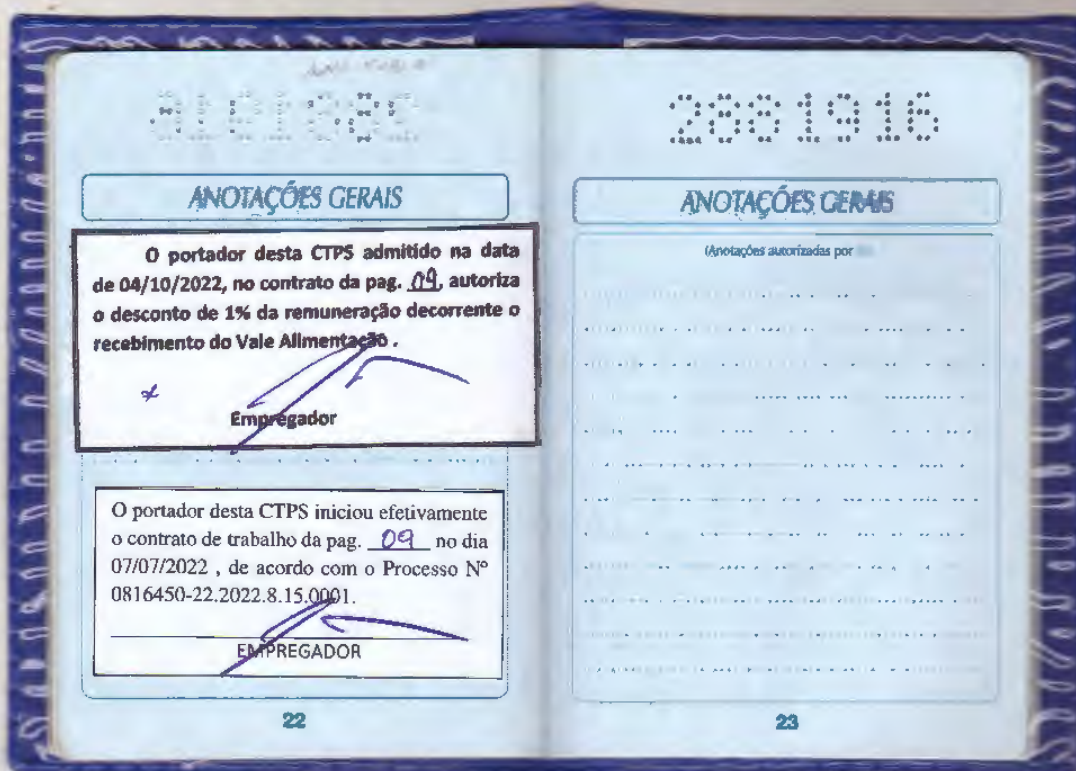 ANOTAÇÕES GERAIS
O portador desta CTPS admitido na data
de 04/10/2022, no contrato da pag. 09, autoriza
o desconto de 1% da remuneração decorrente o
recebimento do Vale Alimentação .
Empregador
O portador desta CTPS iniciou efetivamente
o contrato de trabalho da pag. 09 no dia
07/07/2022 , de acordo com o Processo Nº
0816450-22.2022.8.15.0001.
EMPREGADOR
22
2881916
ANOTAÇÕES GERAIS
(Anotações autorizadas por
23